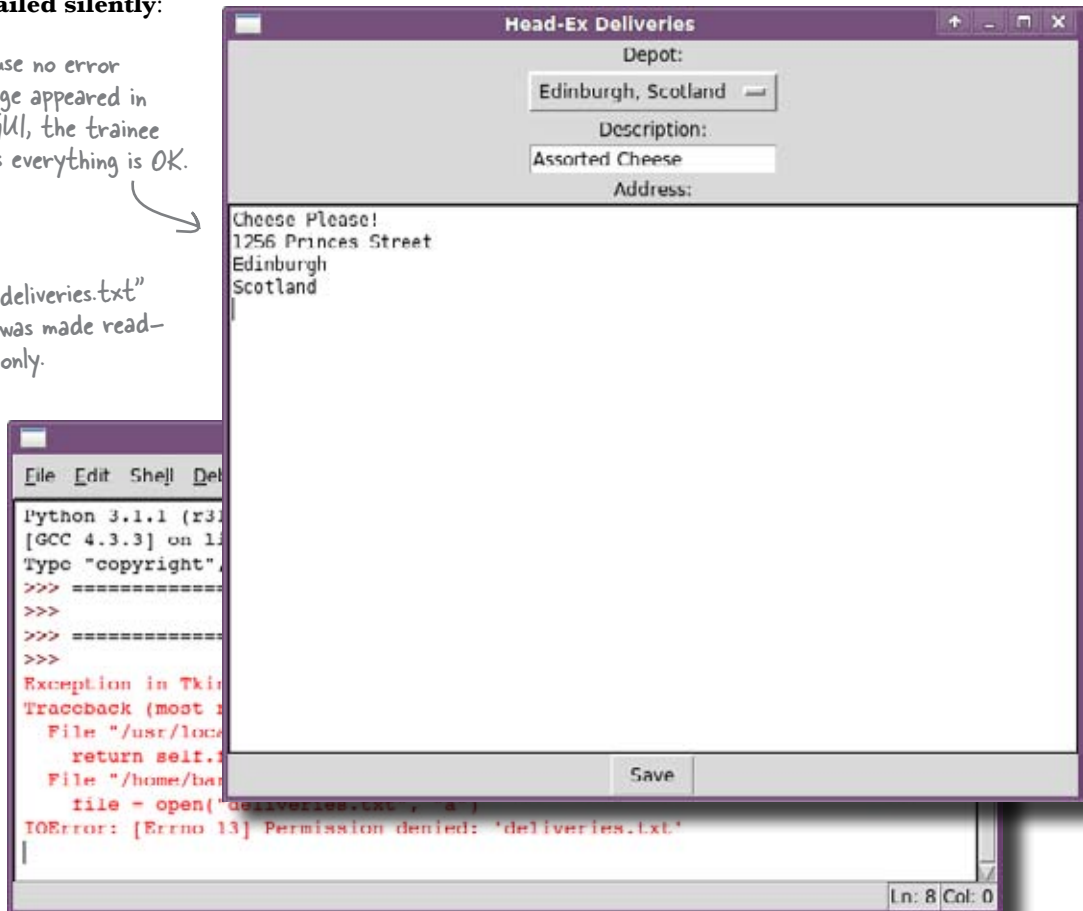 ailed silently:
use no error
ge appeared in
GUI, the trainee
s everything is OK.
deliveries.txt"
was made read-
only.
Head-Ex Deliveries
Depot:
Edinburgh, Scotland
Description:
Assorted Cheese
Address:
Cheese Please!
1256 Princes Street
Edinburgh
Scotland
Save
File Edit Shell Deb
Python 3.1.1 (r31
[GCC 4.3.3] on li
Type "copyright",
>>> ==============
>>>
>>> ==============
>>>
Exception in Tkin
Traceback (most r
File "/usr/loca
return self.f
File "/home/bar
file = open("deliveries.txt", "a")
IOError: [Errno 13] Permission denied: 'deliveries.txt'
Ln: 8 Col: 0